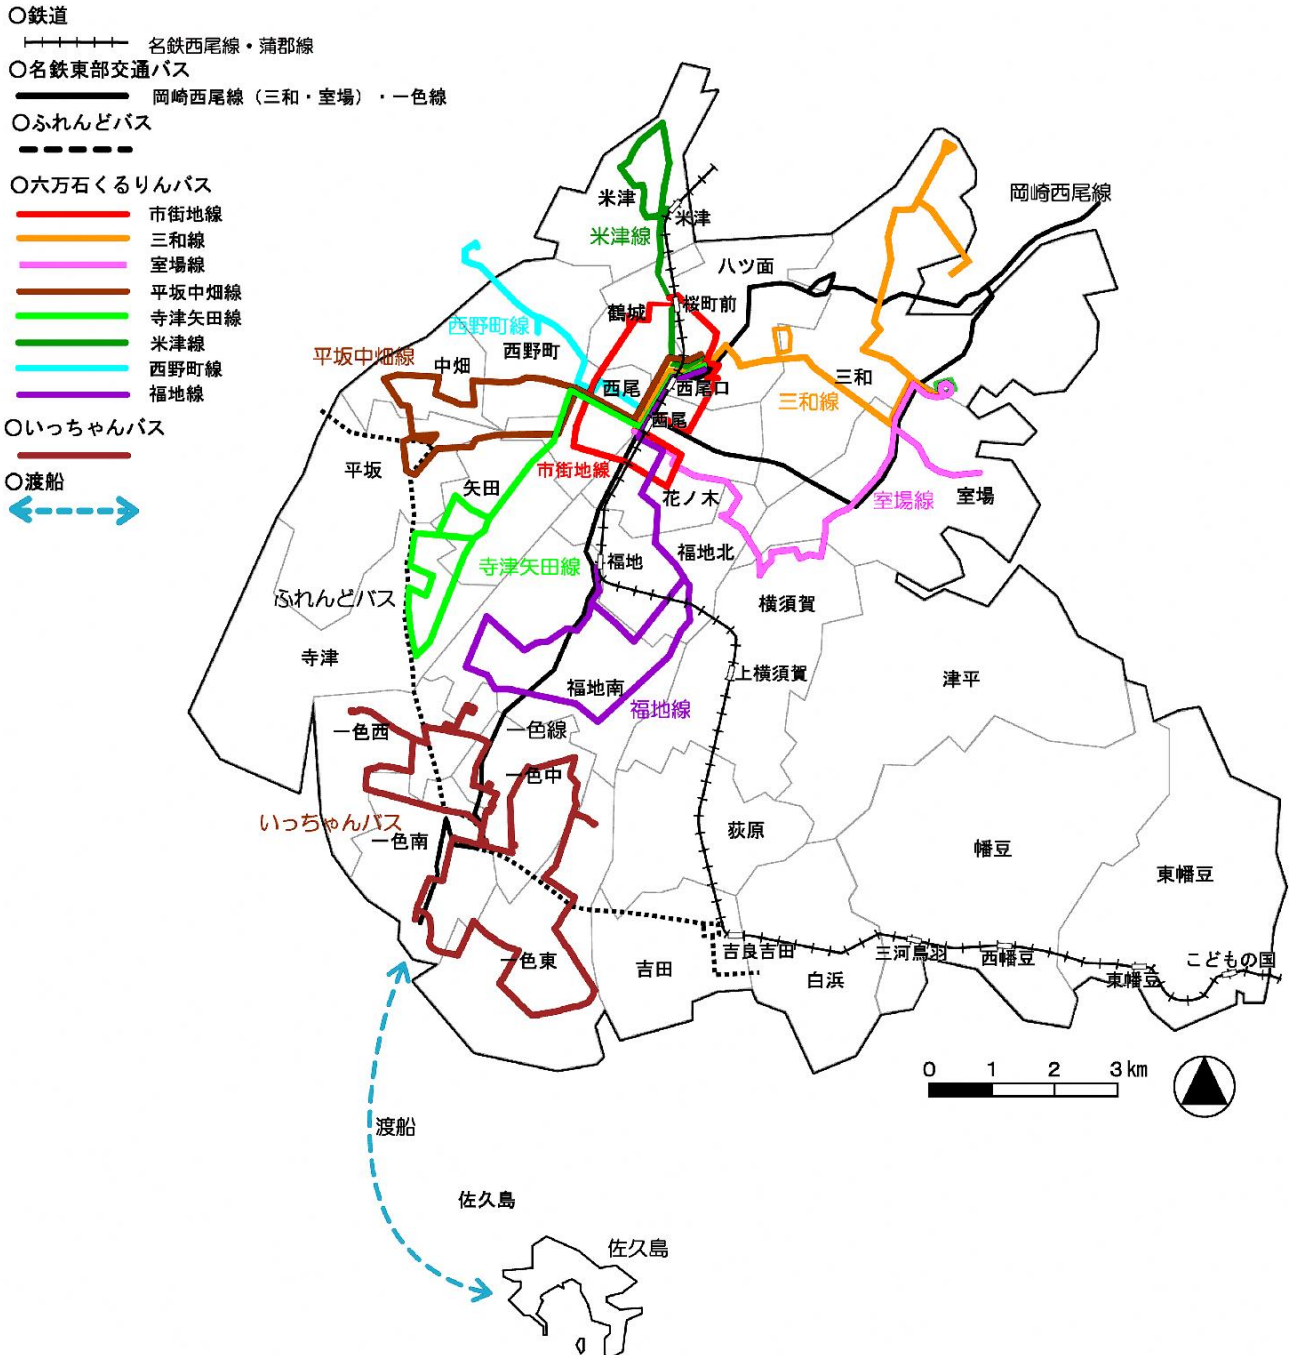 ○鉄道
名鉄西尾線・蒲郡線
○名鉄東部交通バス
岡崎西尾線（三和・室場）・一色線
○ふれんどバス
○六万石くるりんバス
市街地線
三和線
室場線
平坂中畑線
寺津矢田線
米津線
西野町線
福地線
○いっちゃんバス
○渡船
岡崎西尾線
米津
米津
米津線
八ツ面
桜町前
鶴城
西野町線
西野町
平坂中畑線
中畑
西尾
西尾口
三和
三和線
西尾
平坂
市街地線
矢田
花ノ木
室場線
室場
寺津矢田線
福地
福地北
ふれんどバス
横須賀
寺津
上横須賀
津平
福地南
福地線
一色西
一色線
一色中
いっちゃんバス
一色南
荻原
幡豆
東幡豆
一色東
吉田
吉良吉田
三河鳥羽
西幡豆
こどもの国
白浜
東幡豆
0 1 2 3km
渡船
佐久島
佐久島